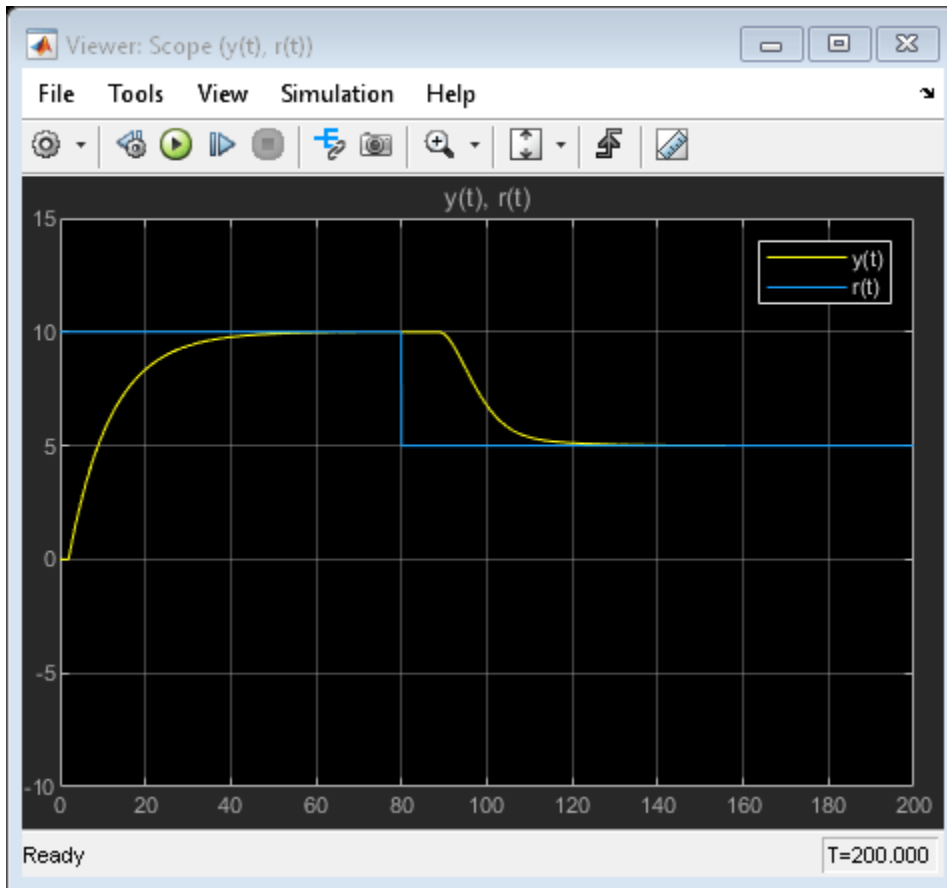 Viewer: Scope (y(t), r(t))
File Tools View Simulation Help
y(t), r(t)
15
10
5
0
-5
-10
y(t)
r(t)
0 20 40 60 80 100 120 140 160 180 200
Ready T=200.000